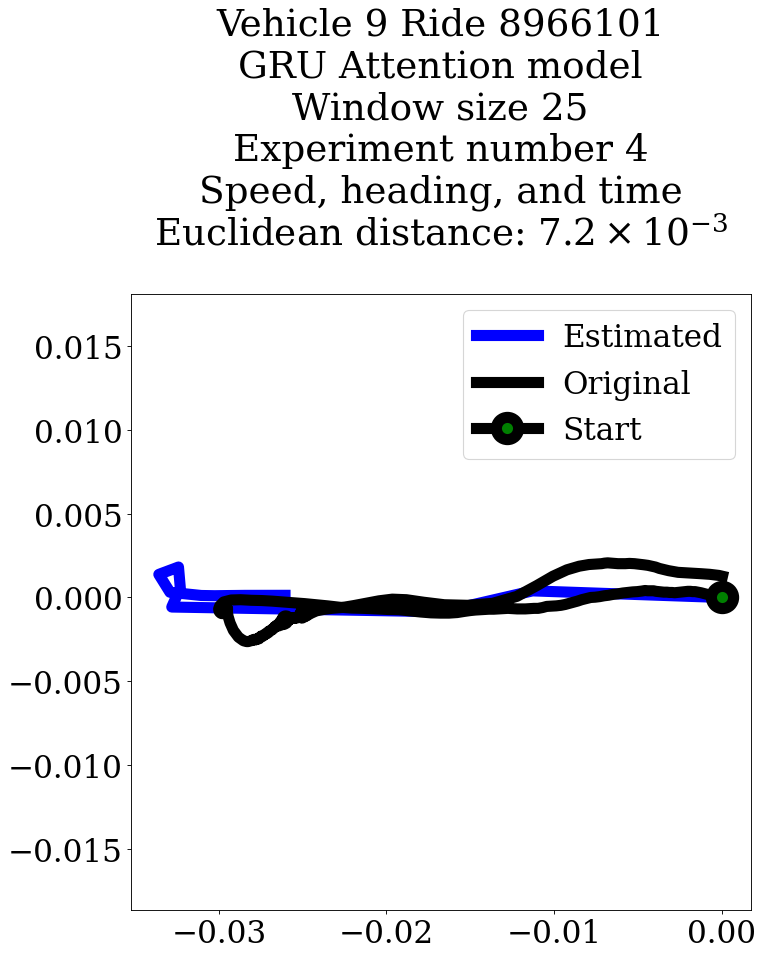 Vehicle 9 Ride 8966101
GRU Attention model
Window size 25
Experiment number 4
Speed, heading, and time
Euclidean distance: 7.2 × 10⁻³
Estimated
Original
Start
0.015
0.010
0.005
0.000
−0.005
−0.010
−0.015
−0.03 −0.02 −0.01 0.00